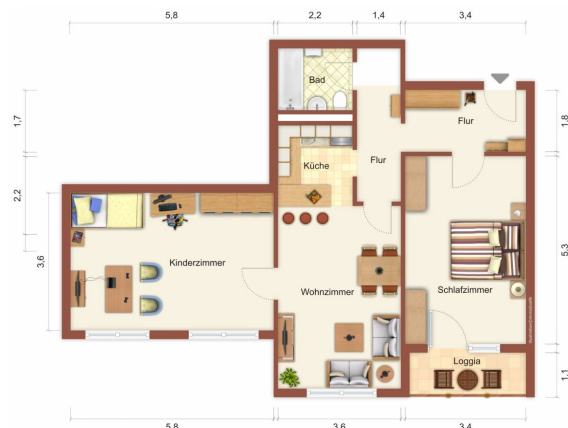 5,8
2,2
1,4
3,4
Bad
1,7
1,8
Flur
Küche
Flur
2,2
5,3
3,6
Kinderzimmer
Wohnzimmer
Schlafzimmer
Loggia
1,1
5,8
3,6
3,4